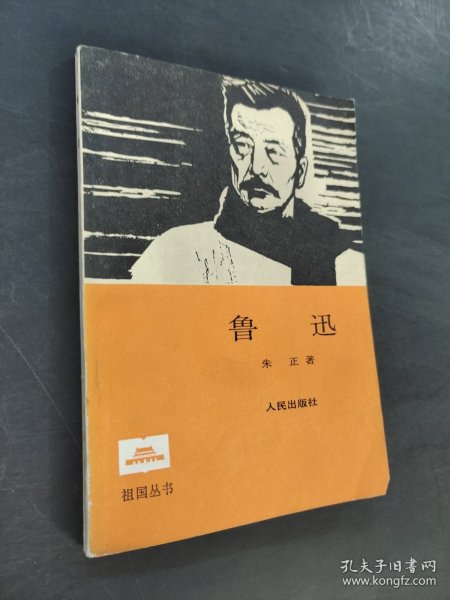 鲁迅
朱正著
人民出版社
祖国丛书
孔夫子旧书网
www.kongfz.com